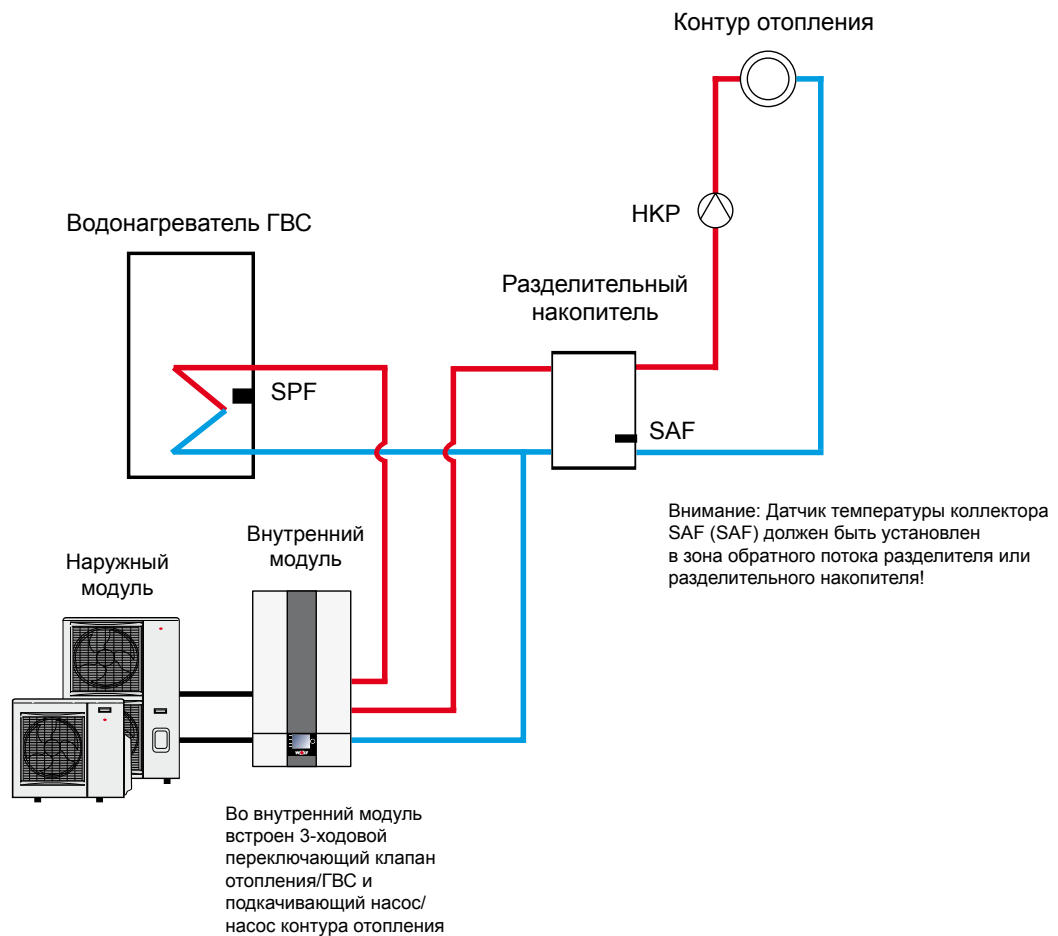 Контур отопления
HKP
Водонагреватель ГВС
Разделительный
накопитель
SPF
SAF
Внимание: Датчик температуры коллектора
SAF (SAF) должен быть установлен
в зона обратного потока разделителя или
разделительного накопителя!
Внутренний
модуль
Наружный
модуль
WOLF
Во внутренний модуль
встроен 3-ходовой
переключающий клапан
отопления/ГВС и
подкачивающий насос/
насос контура отопления